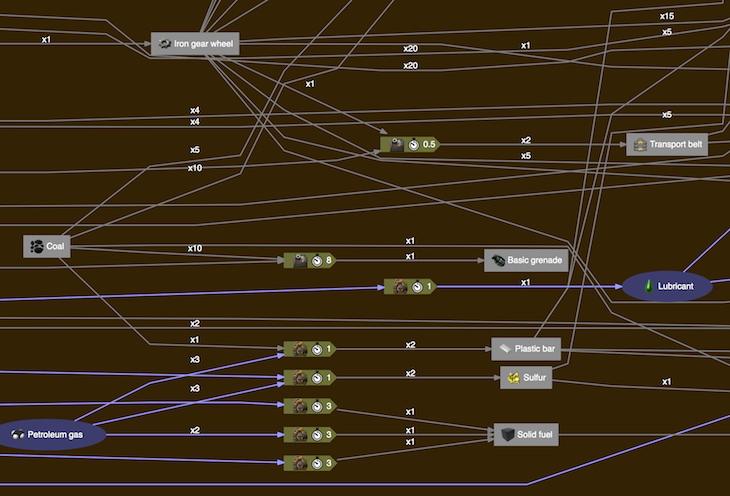 x15
x1
Iron gear wheel
x5
x20
x1
x20
x1
x4
x5
x4
0.5
x2
Transport belt
x5
x5
x10
Coal
x1
x10
8
x1
Basic grenade
1
x1
Lubricant
x2
x1
1
x2
Plastic bar
x3
1
x2
Sulfur
x1
x3
3
x1
Petroleum gas
x2
3
x1
Solid fuel
x1
3